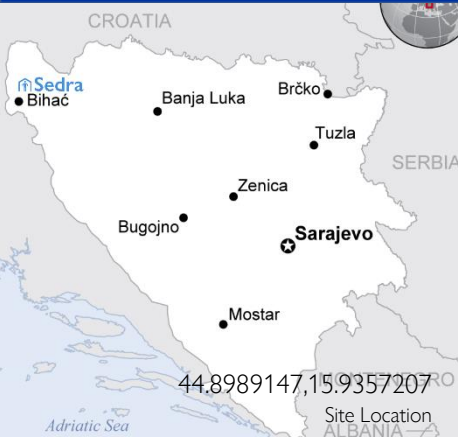 CROATIA
Sedra
Bihać
Banja Luka
Brčko
Tuzla
SERBIA
Zenica
Bugojno
Sarajevo
Mostar
44.8989147,15.9357207
MONTENEGRO
Site Location
Adriatic Sea
ALBANIA